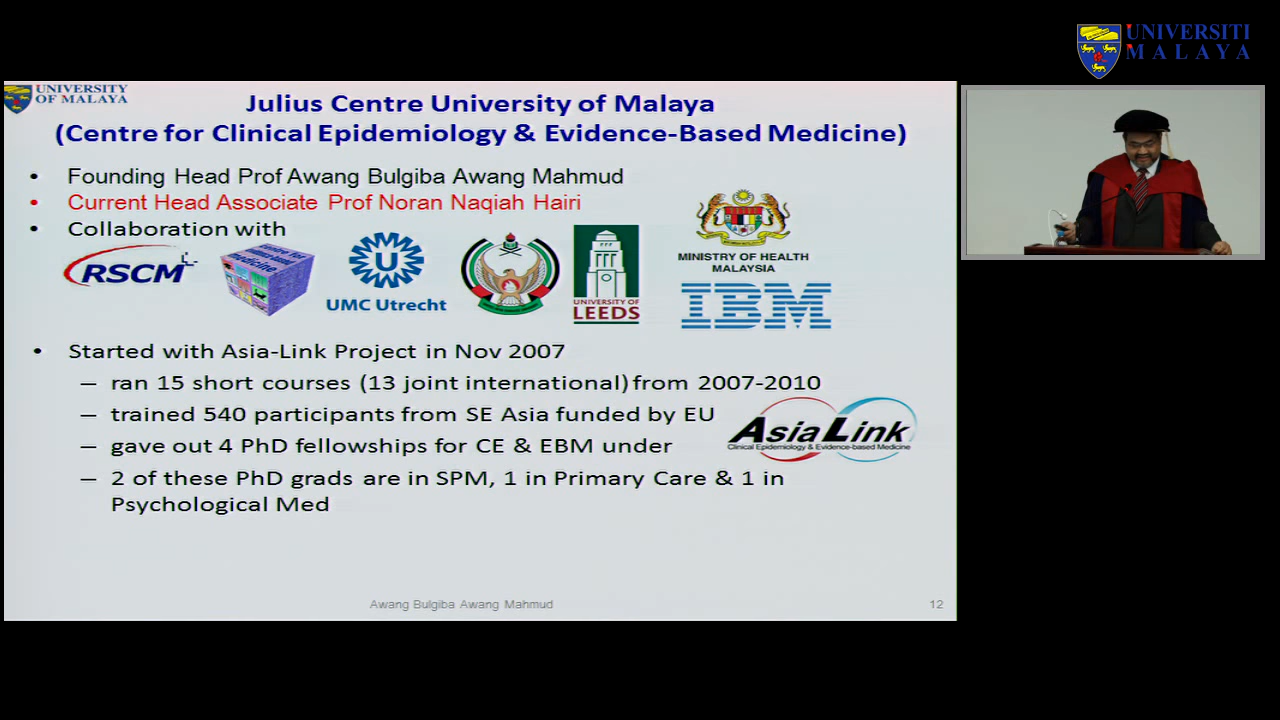 UNIVERSITI
MALAYA
UNIVERSITY
OF MALAYA
Julius Centre University of Malaya
(Centre for Clinical Epidemiology & Evidence-Based Medicine)
• Founding Head Prof Awang Bulgiba Awang Mahmud
• Current Head Associate Prof Noran Naqiah Hairi
• Collaboration with
RSCM
medicine
UMC Utrecht
UNIVERSITY OF
LEEDS
MINISTRY OF HEALTH
MALAYSIA
IBM
• Started with Asia-Link Project in Nov 2007
– ran 15 short courses (13 joint international) from 2007-2010
– trained 540 participants from SE Asia funded by EU
– gave out 4 PhD fellowships for CE & EBM under
Asia Link
Clinical Epidemiology & Evidence-based Medicine
– 2 of these PhD grads are in SPM, 1 in Primary Care & 1 in
Psychological Med
Awang Bulgiba Awang Mahmud
12